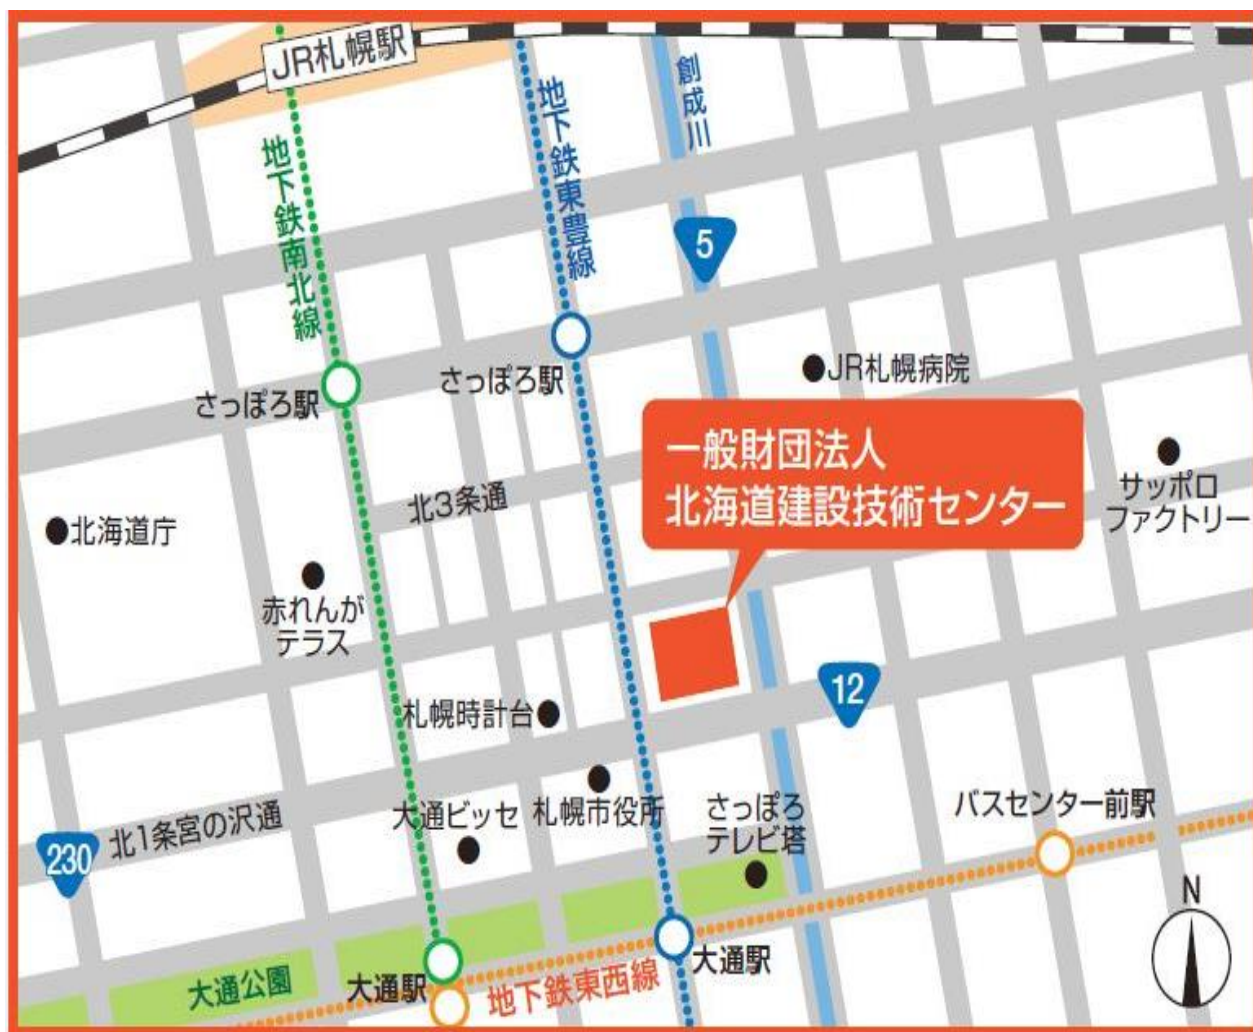 JR札幌駅
地下鉄南北線
地下鉄東豊線
創成川
5
さっぽろ駅
さっぽろ駅
JR札幌病院
一般財団法人
北海道建設技術センター
サッポロ
ファクトリー
北3条通
北海道庁
赤れんが
テラス
札幌時計台
12
北1条宮の沢通
230
大通ビッセ
札幌市役所
さっぽろ
テレビ塔
バスセンター前駅
大通公園
大通駅
地下鉄東西線
大通駅
N